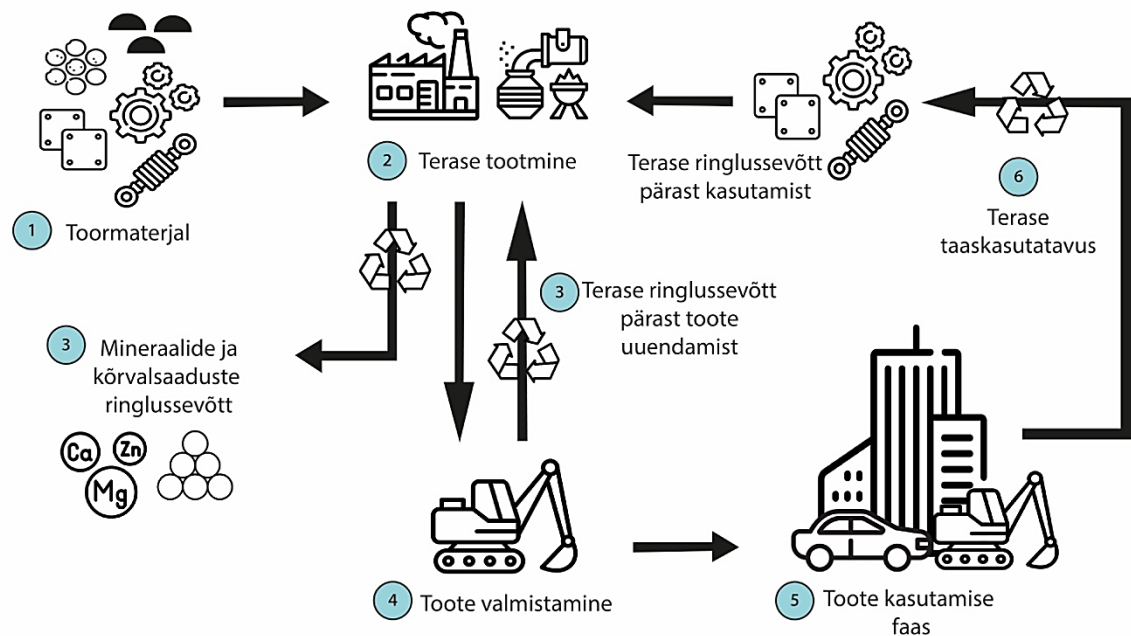 1 Toormaterjal
2 Terase tootmine
Terase ringlussevõtt
pärast kasutamist
6
Terase
taaskasutatavus
3 Mineraalide ja
kõrvalsaaduste
ringlussevõtt
Ca Zn
Mg
3 Terase ringlussevõtt
pärast toote
uuendamist
4 Toote valmistamine
5 Toote kasutamise
faas